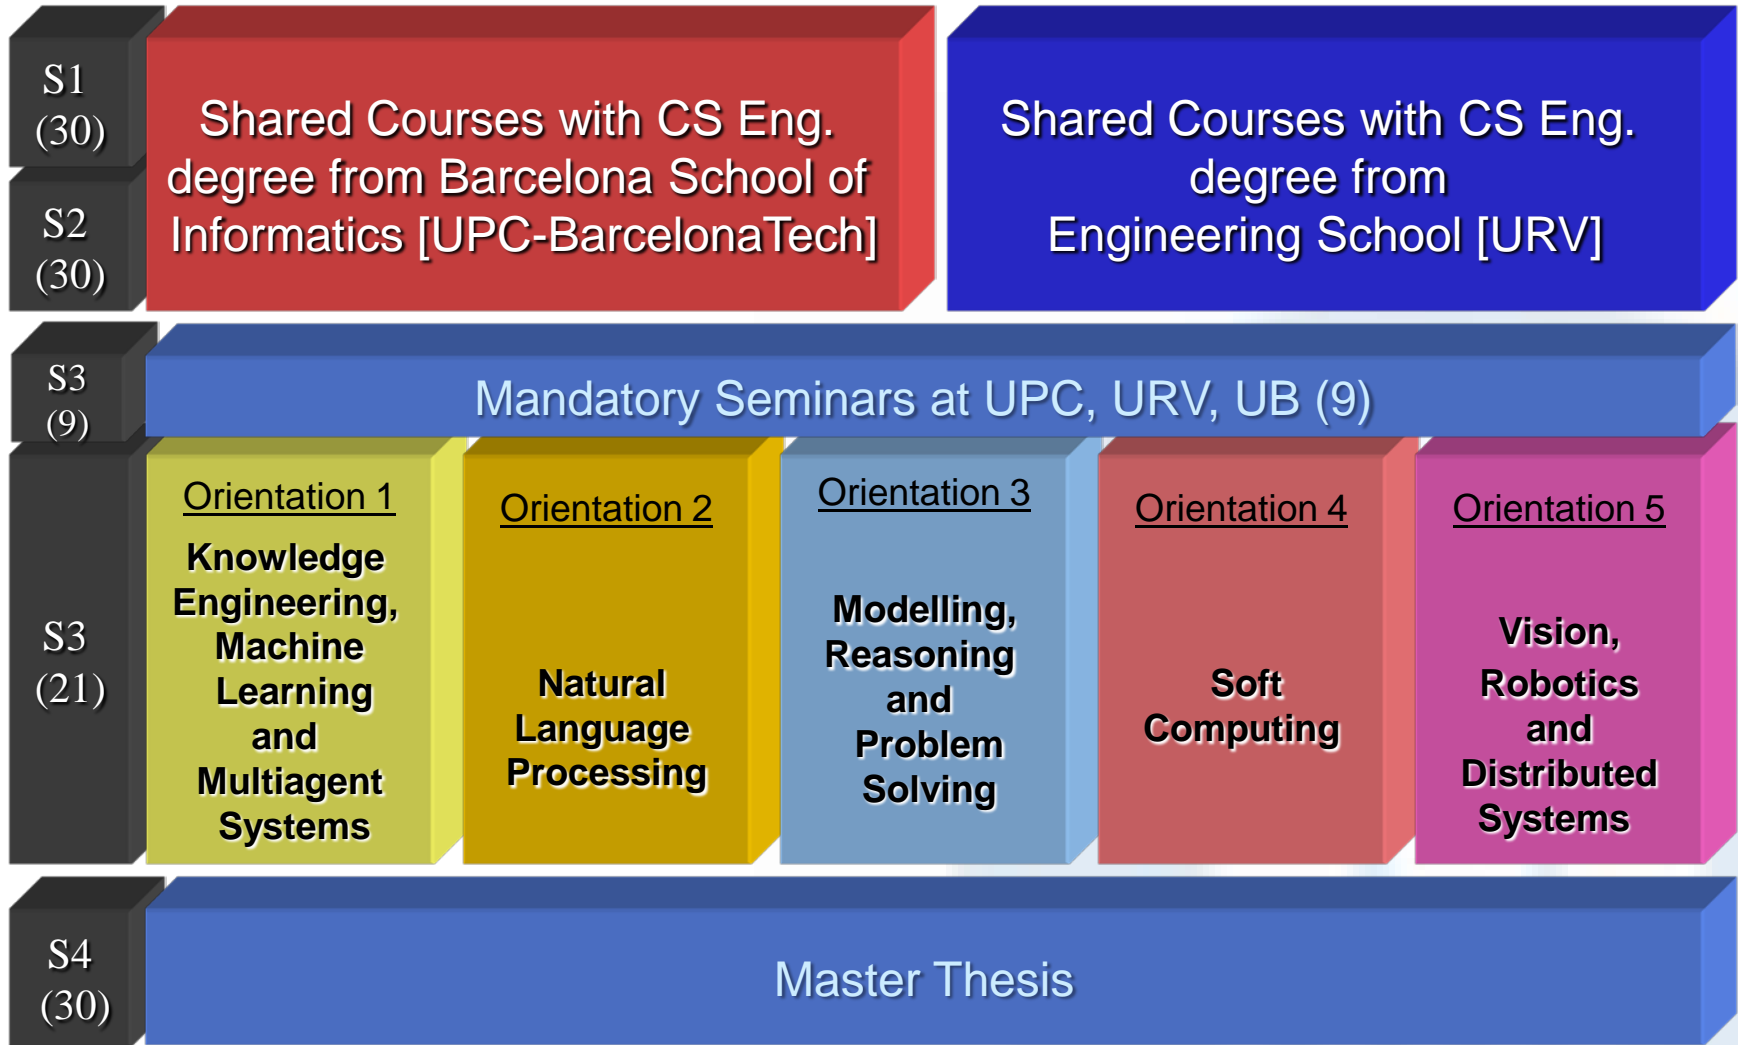 S1
(30)
S2
(30)
Shared Courses with CS Eng.
degree from Barcelona School of
Informatics [UPC-BarcelonaTech]
Shared Courses with CS Eng.
degree from
Engineering School [URV]
S3
(9)
Mandatory Seminars at UPC, URV, UB (9)
S3
(21)
Orientation 1
Knowledge
Engineering,
Machine
Learning
and
Multiagent
Systems
Orientation 2
Natural
Language
Processing
Orientation 3
Modelling,
Reasoning
and
Problem
Solving
Orientation 4
Soft
Computing
Orientation 5
Vision,
Robotics
and
Distributed
Systems
S4
(30)
Master Thesis